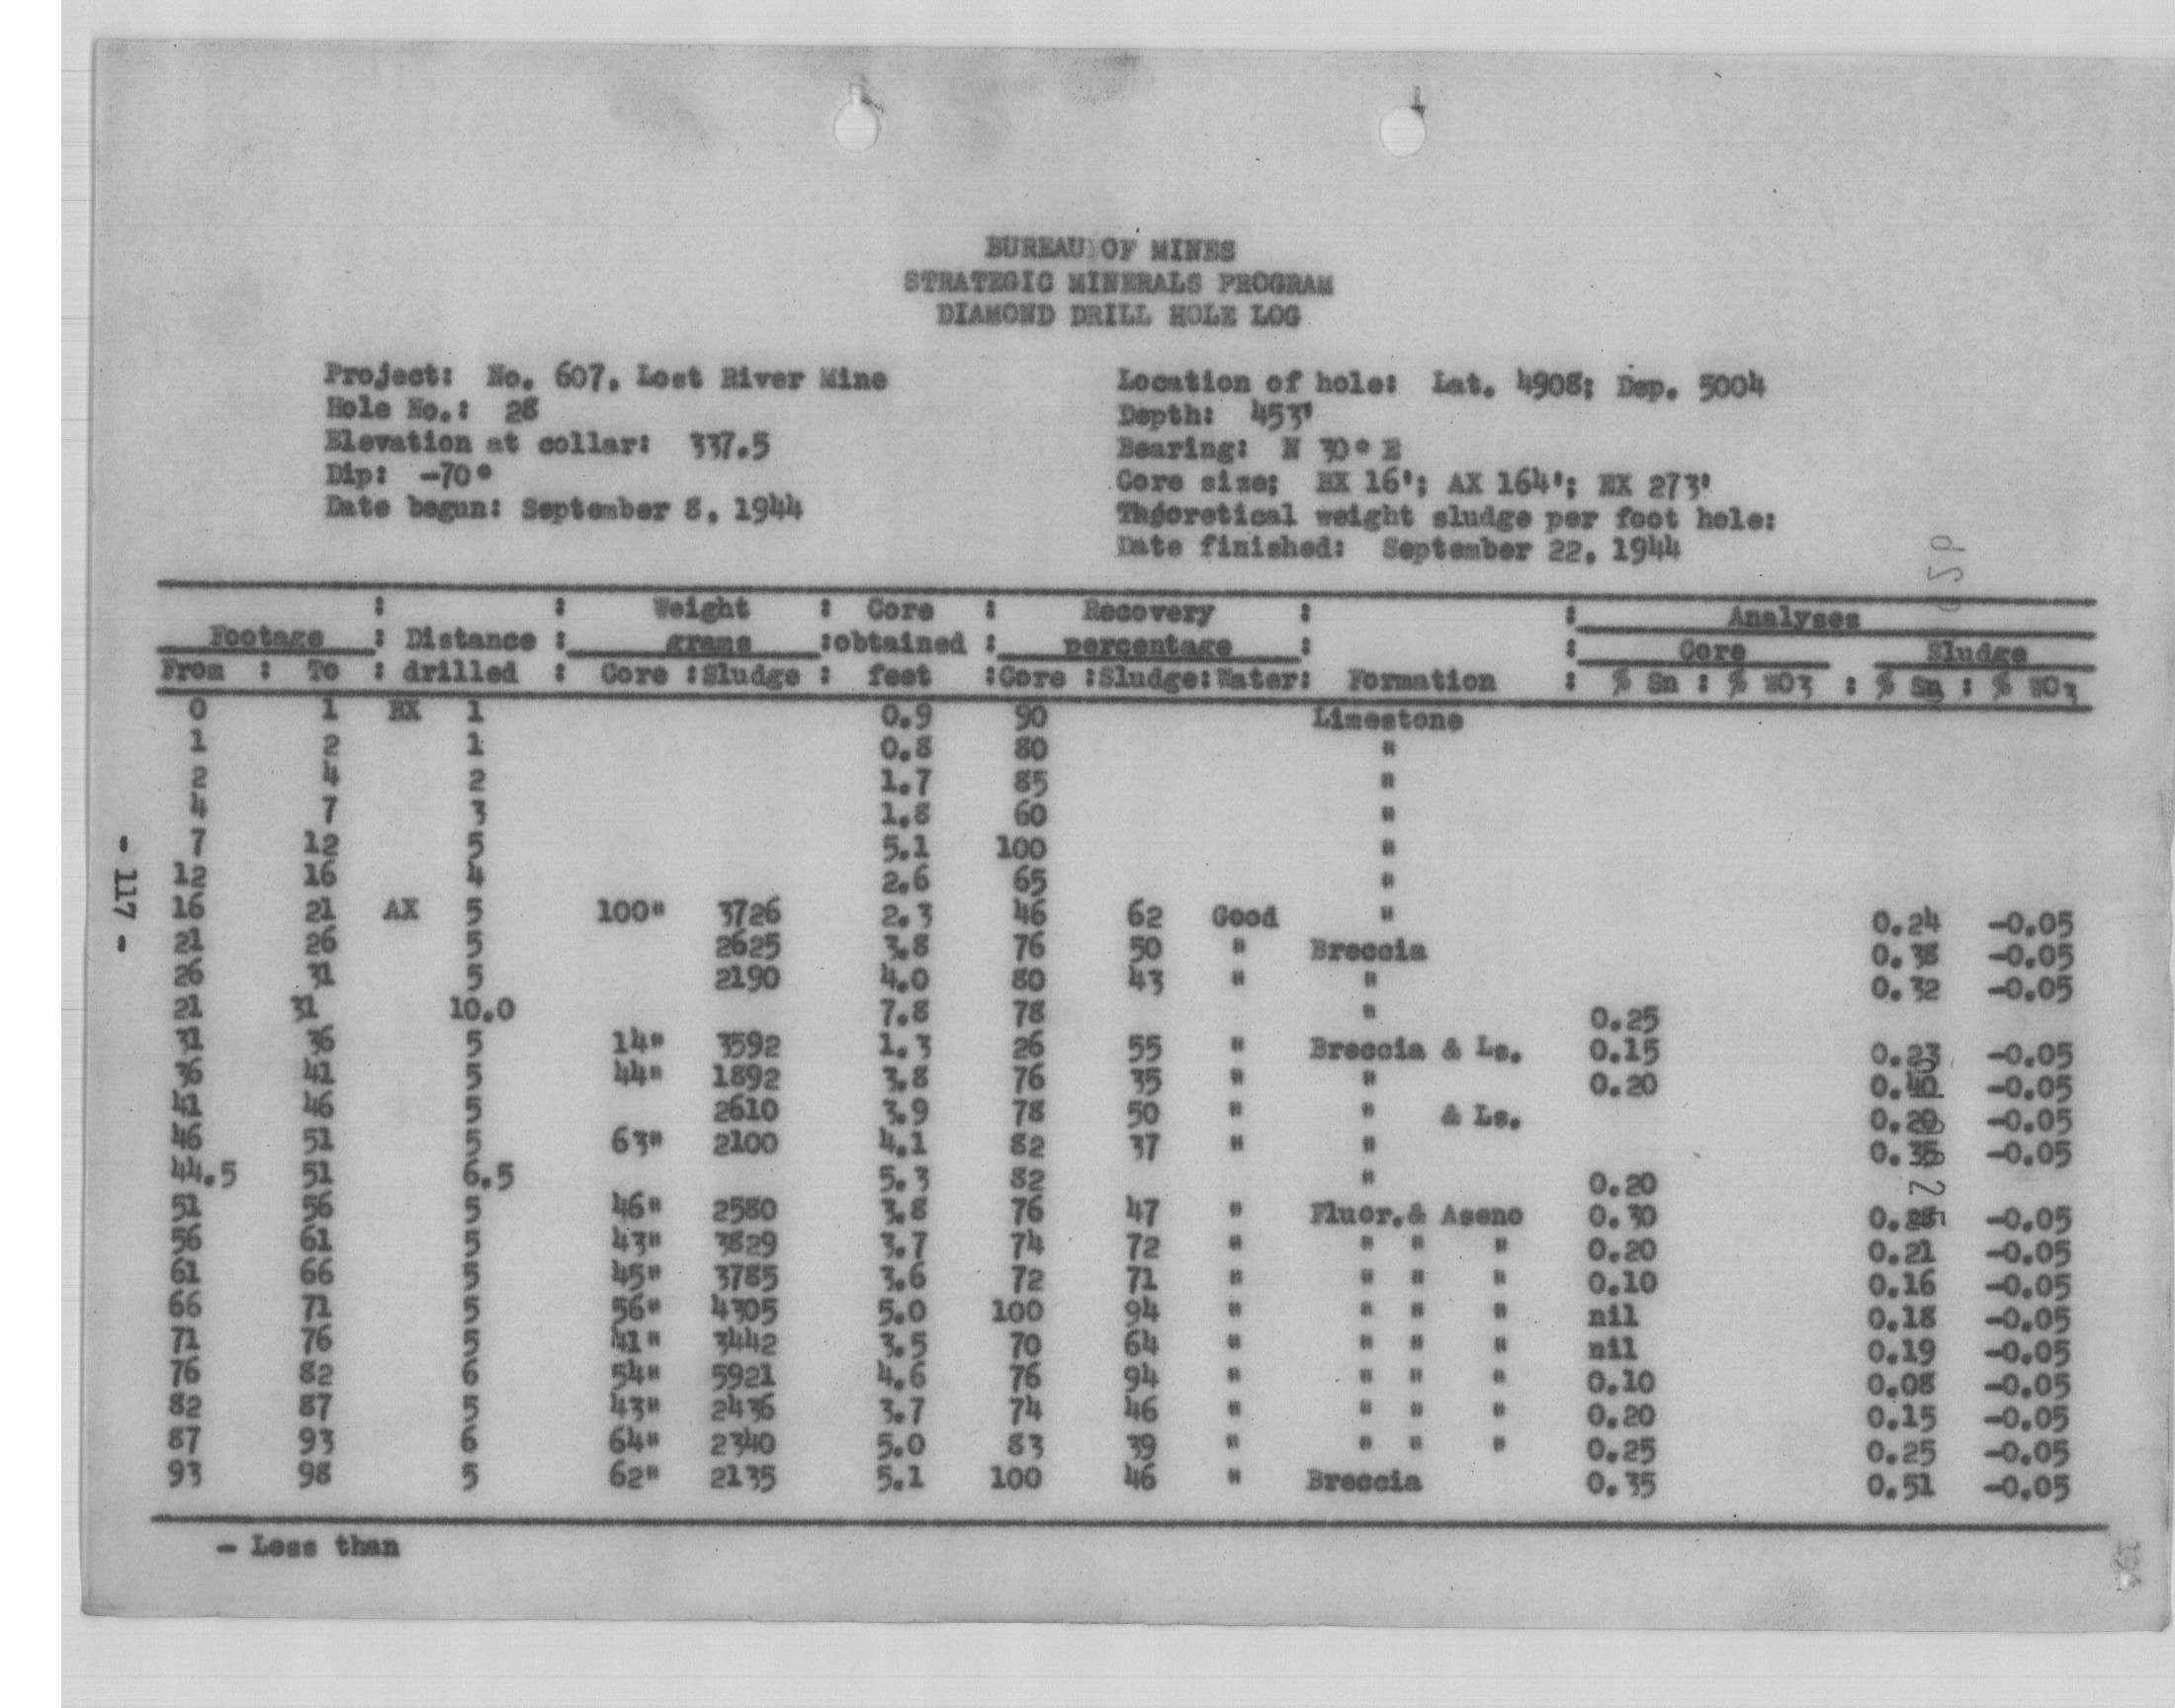 BUREAU OF MINES
STRATEGIC MINERALS PROGRAM
DIAMOND DRILL HOLE LOG
Project: No. 607, Lost River Mine
Hole No.: 28
Elevation at collar: 337.5
Dip: -70°
Date begun: September 8, 1944
Location of hole: Lat. 4908; Dep. 5004
Depth: 453'
Bearing: N 30° E
Core size; BX 16'; AX 164'; EX 273'
Theoretical weight sludge per foot hole:
Date finished: September 22, 1944
: : Weight : Core : Recovery : : Analyses
Footage : Distance : grams :obtained : percentage : : Core Sludge
From : To : drilled : Core :Sludge : feet :Core :Sludge:Water: Formation : % Sn : % WO3 : % Sn : % WO3
0 1 BX 1 0.9 90 Limestone
1 2 1 0.8 80 "
2 4 2 1.7 85 "
4 7 3 1.8 60 "
7 12 5 5.1 100 "
12 16 4 2.6 65 "
16 21 AX 5 100" 3726 2.3 46 62 Good " 0.24 -0.05
21 26 5 2625 3.8 76 50 " Breccia 0.38 -0.05
26 31 5 2190 4.0 80 43 " " 0.32 -0.05
21 31 10.0 7.8 78 " 0.25
31 36 5 14" 3592 1.3 26 55 " Breccia & Ls. 0.15 0.23 -0.05
36 41 5 44" 1892 3.8 76 35 " " 0.20 0.40 -0.05
41 46 5 2610 3.9 78 50 " " & Ls. 0.20 -0.05
46 51 5 63" 2100 4.1 82 37 " " 0.35 -0.05
44.5 51 6.5 5.3 82 " 0.20
51 56 5 46" 2580 3.8 76 47 " Fluor.& Aseno 0.30 0.28 -0.05
56 61 5 43" 3829 3.7 74 72 " " " " 0.20 0.21 -0.05
61 66 5 45" 3785 3.6 72 71 " " " " 0.10 0.16 -0.05
66 71 5 56" 4305 5.0 100 94 " " " " nil 0.18 -0.05
71 76 5 41" 3442 3.5 70 64 " " " " nil 0.19 -0.05
76 82 6 54" 5921 4.6 76 94 " " " " 0.10 0.08 -0.05
82 87 5 43" 2436 3.7 74 46 " " " " 0.20 0.15 -0.05
87 93 6 64" 2340 5.0 83 39 " " " " 0.25 0.25 -0.05
93 98 5 62" 2135 5.1 100 46 " Breccia 0.35 0.51 -0.05
- Less than
- 117 -